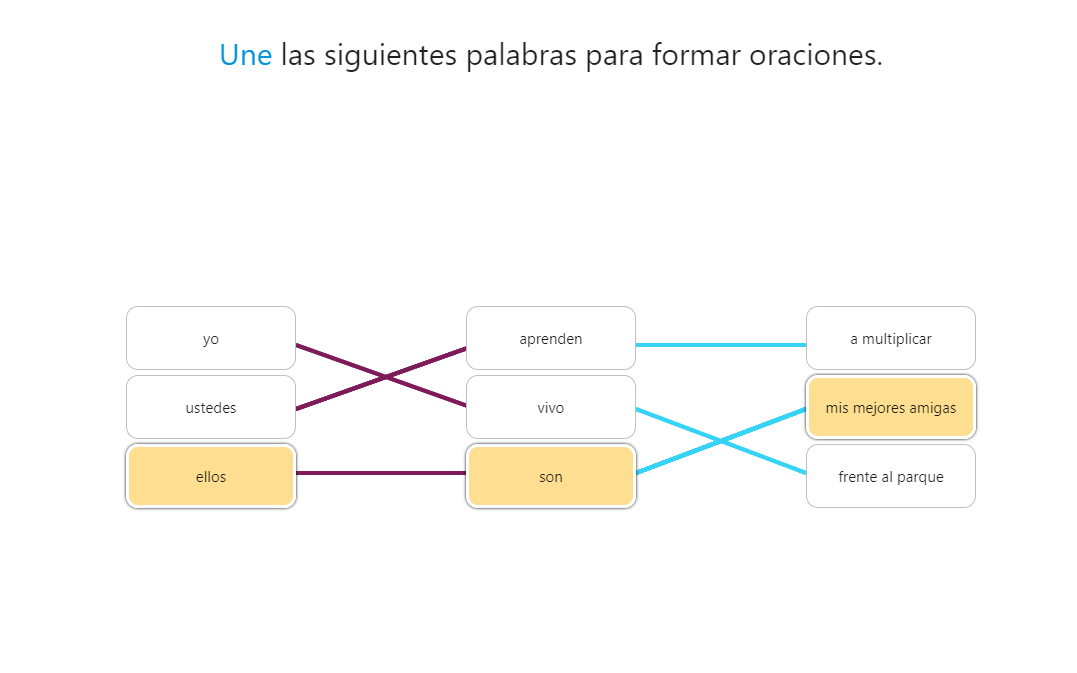 Une las siguientes palabras para formar oraciones.
yo
aprenden
a multiplicar
ustedes
vivo
mis mejores amigas
ellos
son
frente al parque